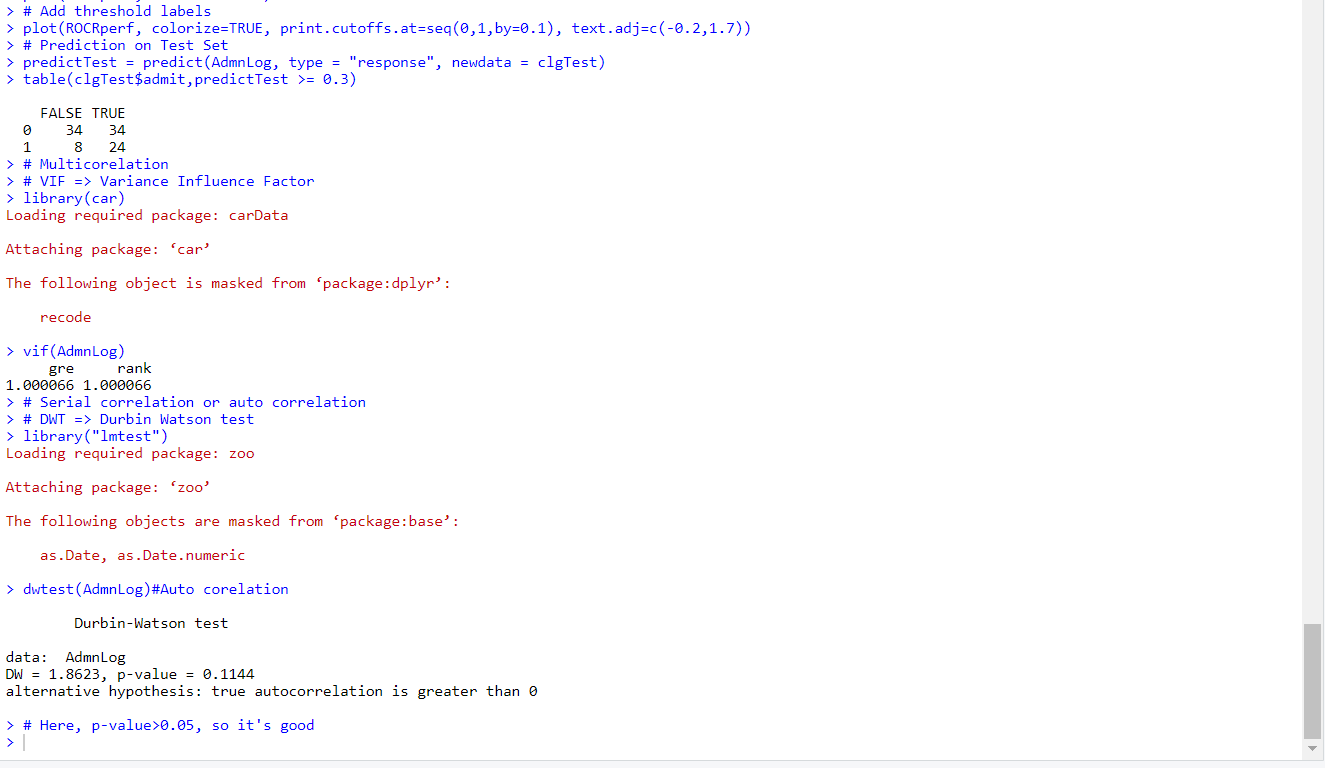 > # Add threshold labels
> plot(ROCRperf, colorize=TRUE, print.cutoffs.at=seq(0,1,by=0.1), text.adj=c(-0.2,1.7))
> # Prediction on Test Set
> predictTest = predict(AdmnLog, type = "response", newdata = clgTest)
> table(clgTest$admit,predictTest >= 0.3)
FALSE TRUE
0 34 34
1 8 24
> # Multicorelation
> # VIF => Variance Influence Factor
> library(car)
Loading required package: carData
Attaching package: ‘car’
The following object is masked from ‘package:dplyr’:
recode
> vif(AdmnLog)
gre rank
1.000066 1.000066
> # Serial correlation or auto correlation
> # DWT => Durbin Watson test
> library("lmtest")
Loading required package: zoo
Attaching package: ‘zoo’
The following objects are masked from ‘package:base’:
as.Date, as.Date.numeric
> dwtest(AdmnLog)#Auto corelation
Durbin-Watson test
data: AdmnLog
DW = 1.8623, p-value = 0.1144
alternative hypothesis: true autocorrelation is greater than 0
> # Here, p-value>0.05, so it's good
>